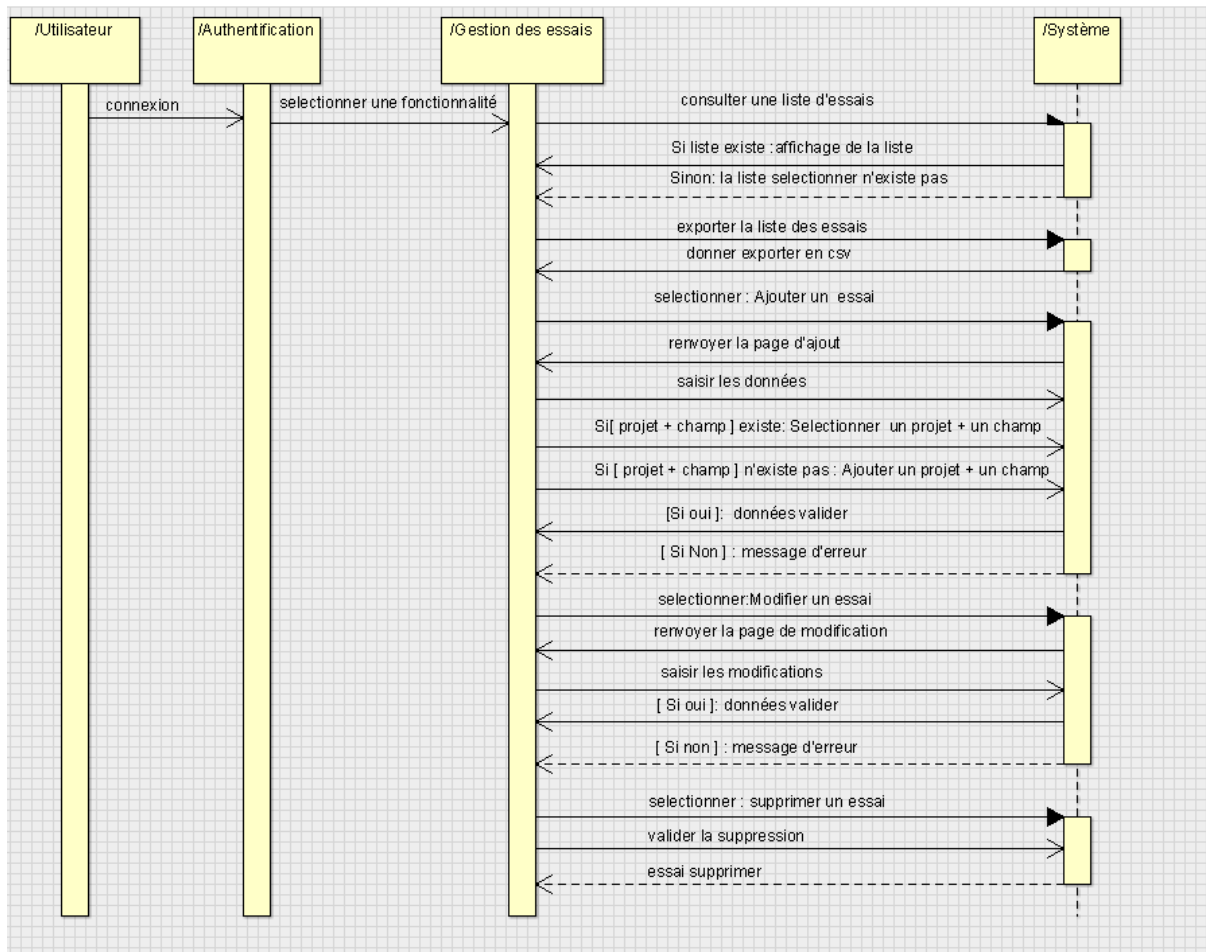 /Utilisateur
/Authentification
/Gestion des essais
/Système
connexion
selectionner une fonctionnalité
consulter une liste d'essais
Si liste existe :affichage de la liste
Sinon: la liste selectionner n'existe pas
exporter la liste des essais
donner exporter en csv
selectionner : Ajouter un essai
renvoyer la page d'ajout
saisir les données
Si[ projet + champ ] existe: Selectionner un projet + un champ
Si [ projet + champ ] n'existe pas : Ajouter un projet + un champ
[Si oui ]: données valider
[ Si Non ] : message d'erreur
selectionner:Modifier un essai
renvoyer la page de modification
saisir les modifications
[ Si oui ]: données valider
[ Si non ] : message d'erreur
selectionner : supprimer un essai
valider la suppression
essai supprimer